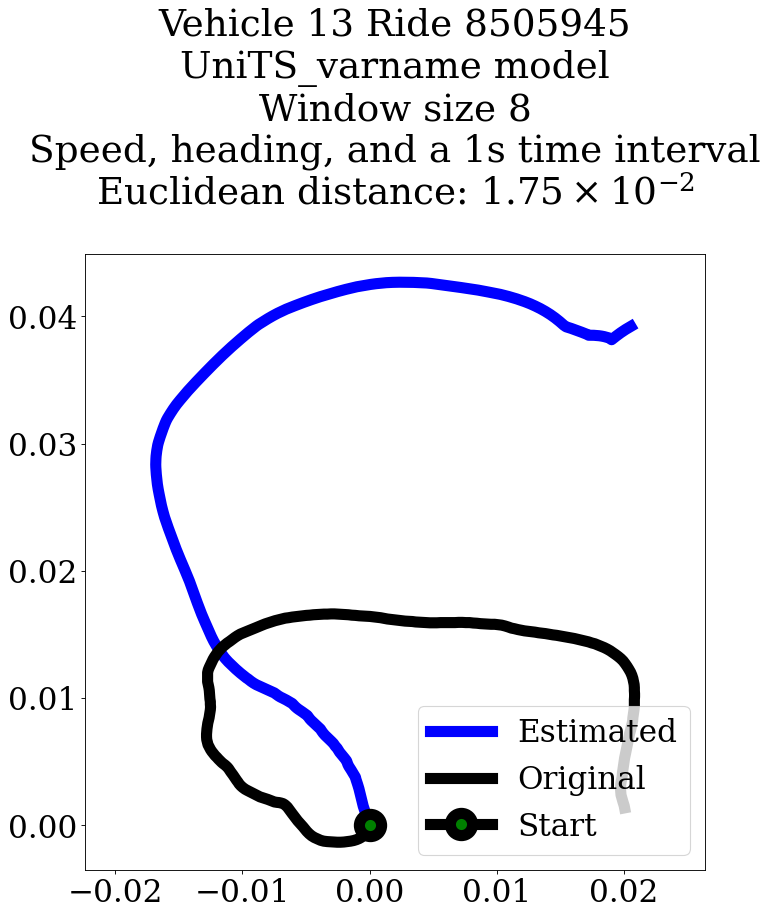 Vehicle 13 Ride 8505945
UniTS_varname model
Window size 8
Speed, heading, and a 1s time interval
Euclidean distance: 1.75 × 10⁻²
0.04
0.03
0.02
0.01
0.00
Estimated
Original
Start
−0.02 −0.01 0.00 0.01 0.02